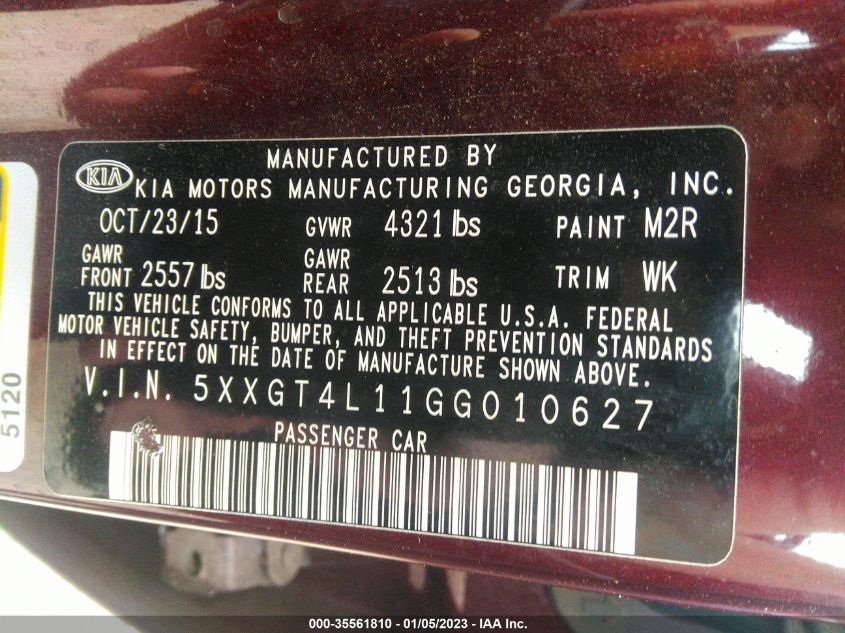 MANUFACTURED BY
KIA KIA MOTORS MANUFACTURING GEORGIA, INC.
OCT/23/15 GVWR 4321 lbs PAINT M2R
GAWR FRONT 2557 lbs GAWR REAR 2513 lbs TRIM WK
THIS VEHICLE CONFORMS TO ALL APPLICABLE U.S.A. FEDERAL
MOTOR VEHICLE SAFETY, BUMPER, AND THEFT PREVENTION STANDARDS
IN EFFECT ON THE DATE OF MANUFACTURE SHOWN ABOVE.
V.I.N. 5XXGT4L11GG010627
PASSENGER CAR
5120
000-35561810 - 01/05/2023 - IAA Inc.